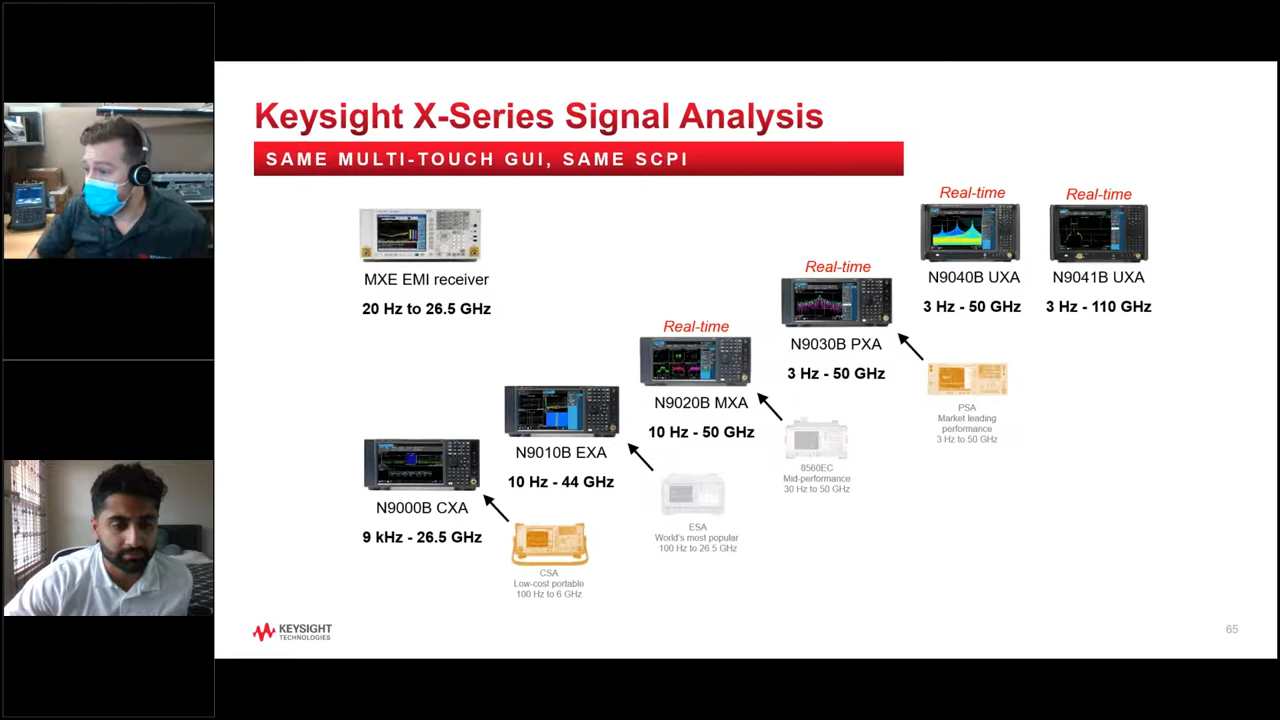 Keysight X-Series Signal Analysis
SAME MULTI-TOUCH GUI, SAME SCPI
Real-time
Real-time
N9040B UXA
N9041B UXA
3 Hz - 50 GHz
3 Hz - 110 GHz
MXE EMI receiver
20 Hz to 26.5 GHz
Real-time
N9030B PXA
3 Hz - 50 GHz
Real-time
N9020B MXA
10 Hz - 50 GHz
PSA
Market leading
performance
3 Hz to 50 GHz
N9010B EXA
10 Hz - 44 GHz
8560EC
Mid-performance
30 Hz to 50 GHz
N9000B CXA
9 kHz - 26.5 GHz
ESA
World's most popular
100 Hz to 26.5 GHz
CSA
Low-cost portable
100 Hz to 6 GHz
KEYSIGHT
TECHNOLOGIES
65